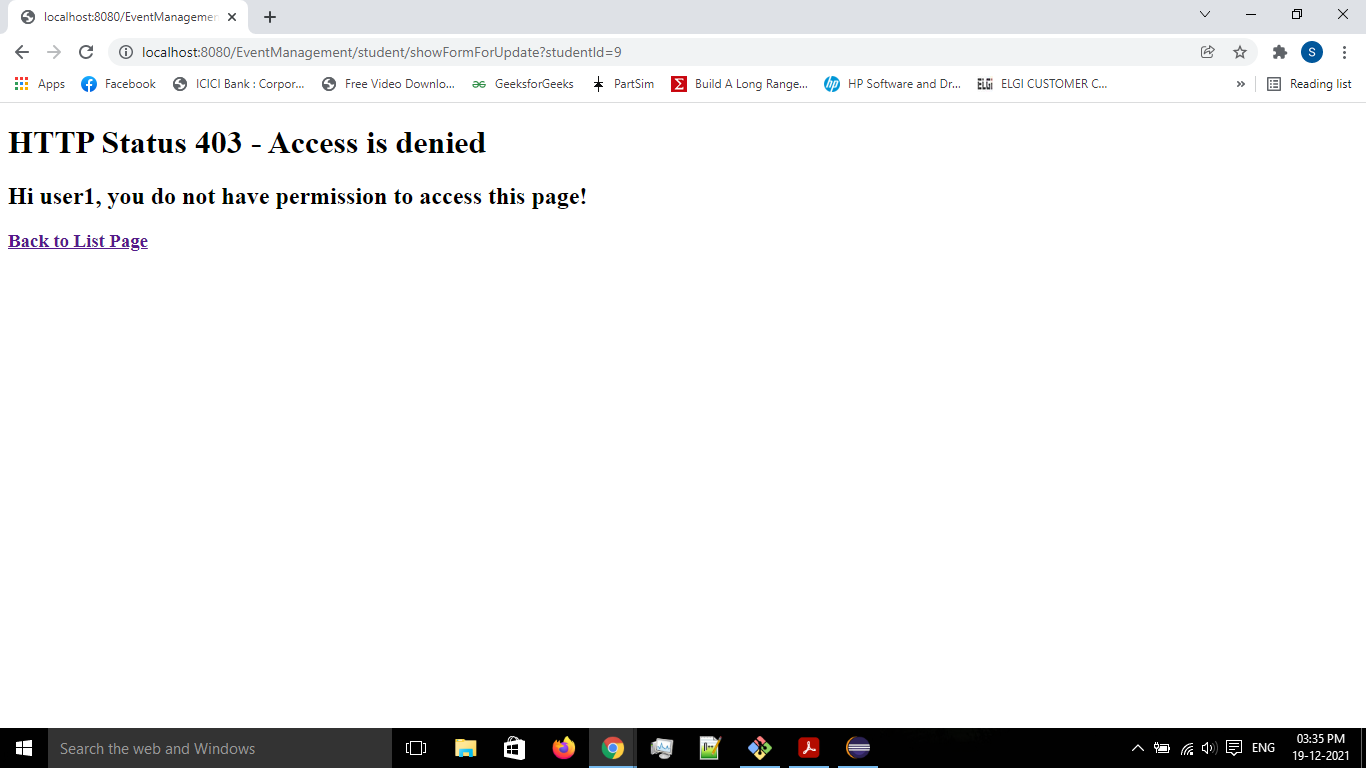 localhost:8080/EventManagemen
localhost:8080/EventManagement/student/showFormForUpdate?studentId=9
S
Apps Facebook ICICI Bank : Corpor... Free Video Downlo... GeeksforGeeks PartSim Build A Long Range... HP Software and Dr... ELGI ELGI CUSTOMER C... » Reading list
HTTP Status 403 - Access is denied
Hi user1, you do not have permission to access this page!
Back to List Page
Search the web and Windows
ENG
03:35 PM
19-12-2021